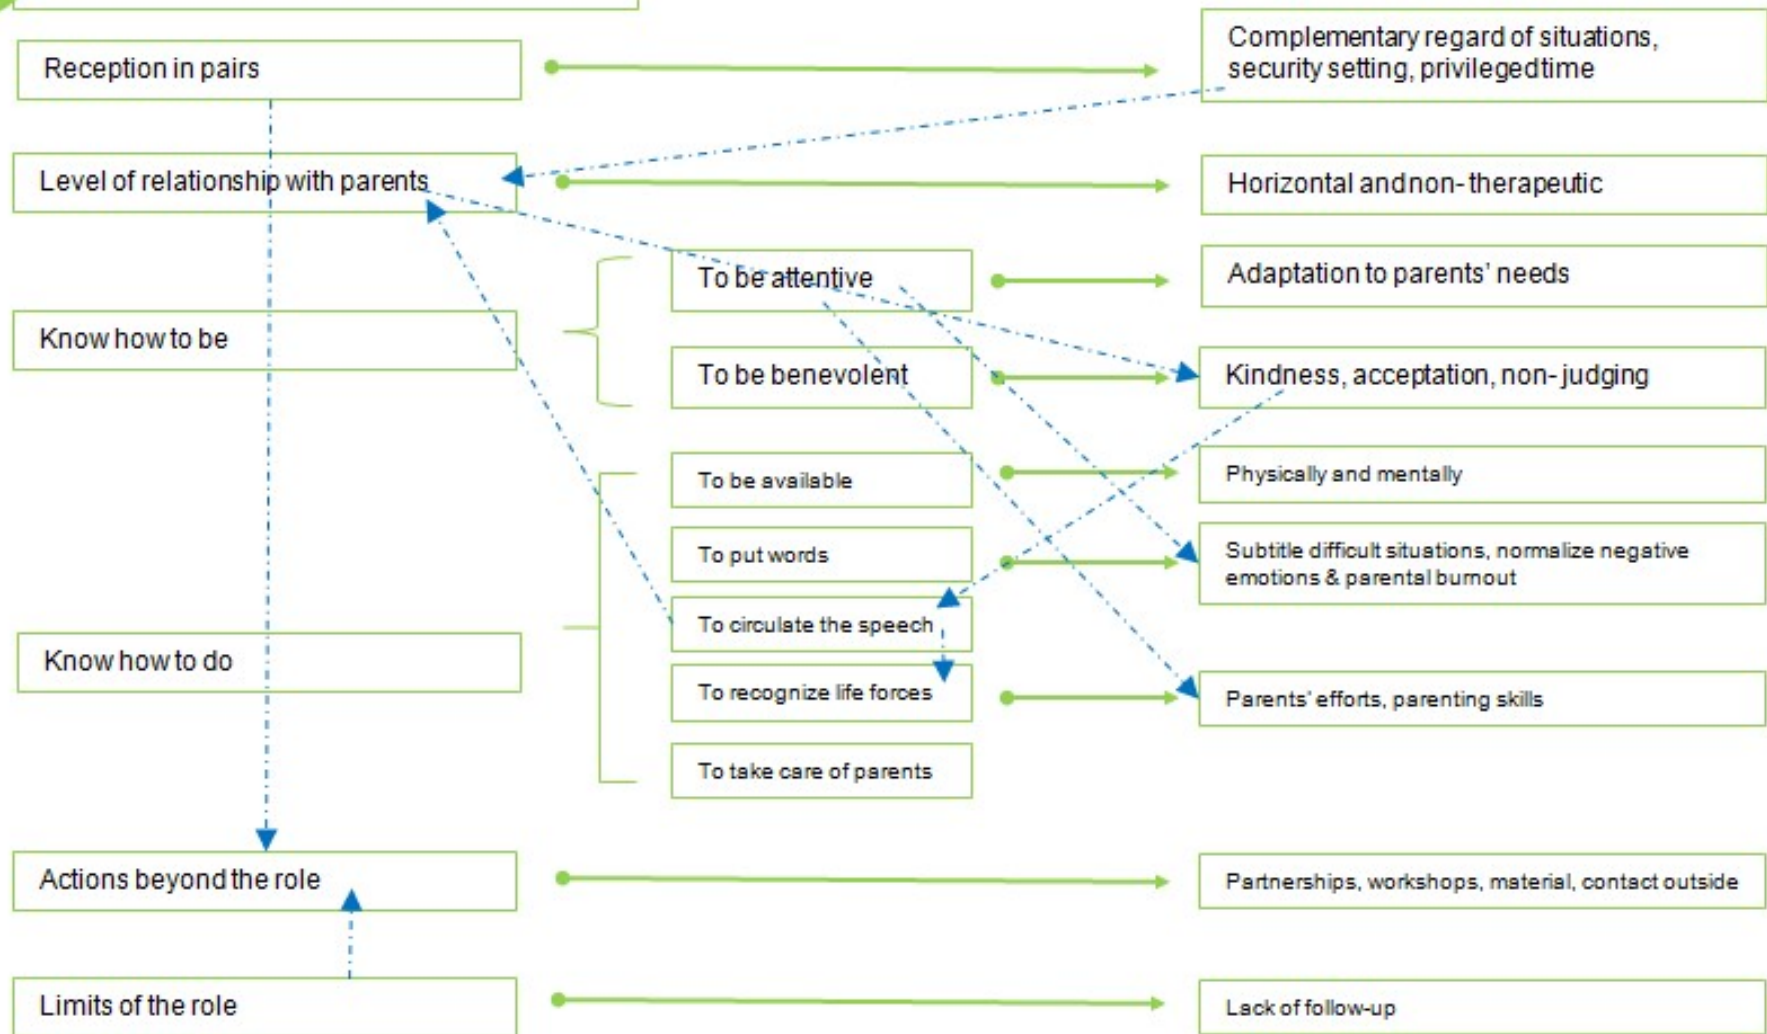 Reception in pairs
Complementary regard of situations,
security setting, privilegedtime
Level of relationship with parents
Horizontal andnon- therapeutic
Know how to be
To be attentive
Adaptation to parents' needs
To be benevolent
Kindness, acceptation, non- judging
Know how to do
To be available
Physically and mentally
To put words
Subtitle difficult situations, normalize negative
emotions & parental burnout
To circulate the speech
To recognize life forces
Parents' efforts, parenting skills
To take care of parents
Actions beyond the role
Partnerships, workshops, material, contact outside
Limits of the role
Lack of follow-up